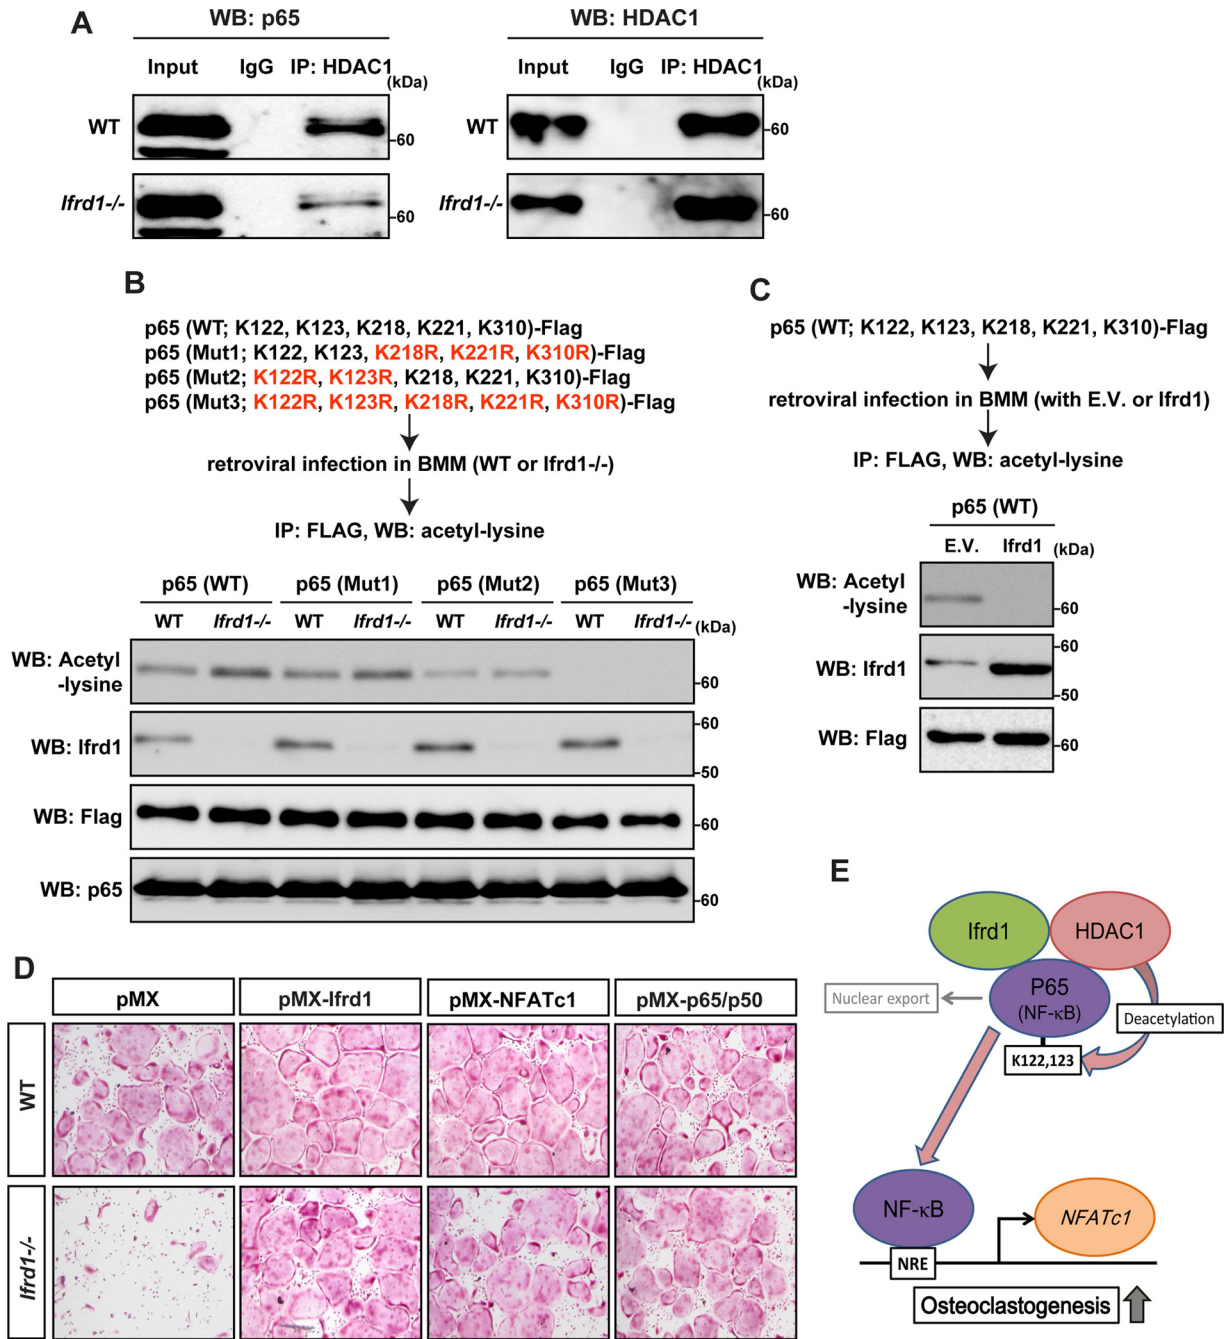 A
WB: p65
Input IgG IP: HDAC1
(kDa)
WT
-60
Ifrd1-/-
-60
WB: HDAC1
Input IgG IP: HDAC1
(kDa)
WT
-60
Ifrd1-/-
-60
B
p65 (WT; K122, K123, K218, K221, K310)-Flag
p65 (Mut1; K122, K123, K218R, K221R, K310R)-Flag
p65 (Mut2; K122R, K123R, K218, K221, K310)-Flag
p65 (Mut3; K122R, K123R, K218R, K221R, K310R)-Flag
retroviral infection in BMM (WT or Ifrd1-/-)
IP: FLAG, WB: acetyl-lysine
p65 (WT) p65 (Mut1) p65 (Mut2) p65 (Mut3)
WT Ifrd1-/- WT Ifrd1-/- WT Ifrd1-/- WT Ifrd1-/- (kDa)
WB: Acetyl
-lysine
-60
-60
WB: Ifrd1
-50
WB: Flag
-60
WB: p65
-60
C
p65 (WT; K122, K123, K218, K221, K310)-Flag
retroviral infection in BMM (with E.V. or Ifrd1)
IP: FLAG, WB: acetyl-lysine
p65 (WT)
E.V. Ifrd1 (kDa)
WB: Acetyl
-lysine
-60
-60
WB: Ifrd1
-50
WB: Flag
-60
D
pMX pMX-Ifrd1 pMX-NFATc1 pMX-p65/p50
WT
Ifrd1-/-
E
Ifrd1
HDAC1
P65
(NF-κB)
Nuclear export
Deacetylation
K122,123
NF-κB
NFATc1
NRE
Osteoclastogenesis